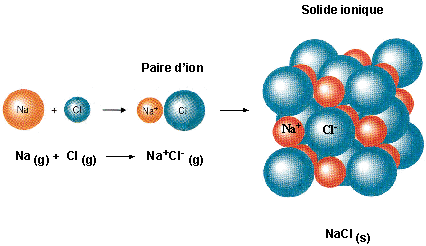 Solide ionique
Paire d'ion
Na + Cl Na⁺ Cl
Na⁺ Cl⁻
Na (g) + Cl (g) Na⁺Cl⁻ (g)
NaCl (s)